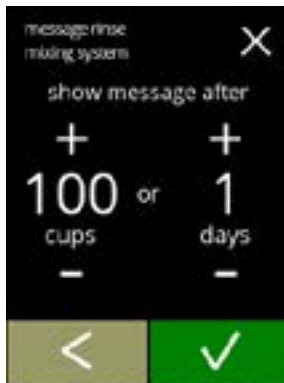 message rinse
mixing system
show message after
+ +
100 or 1
cups days
- -